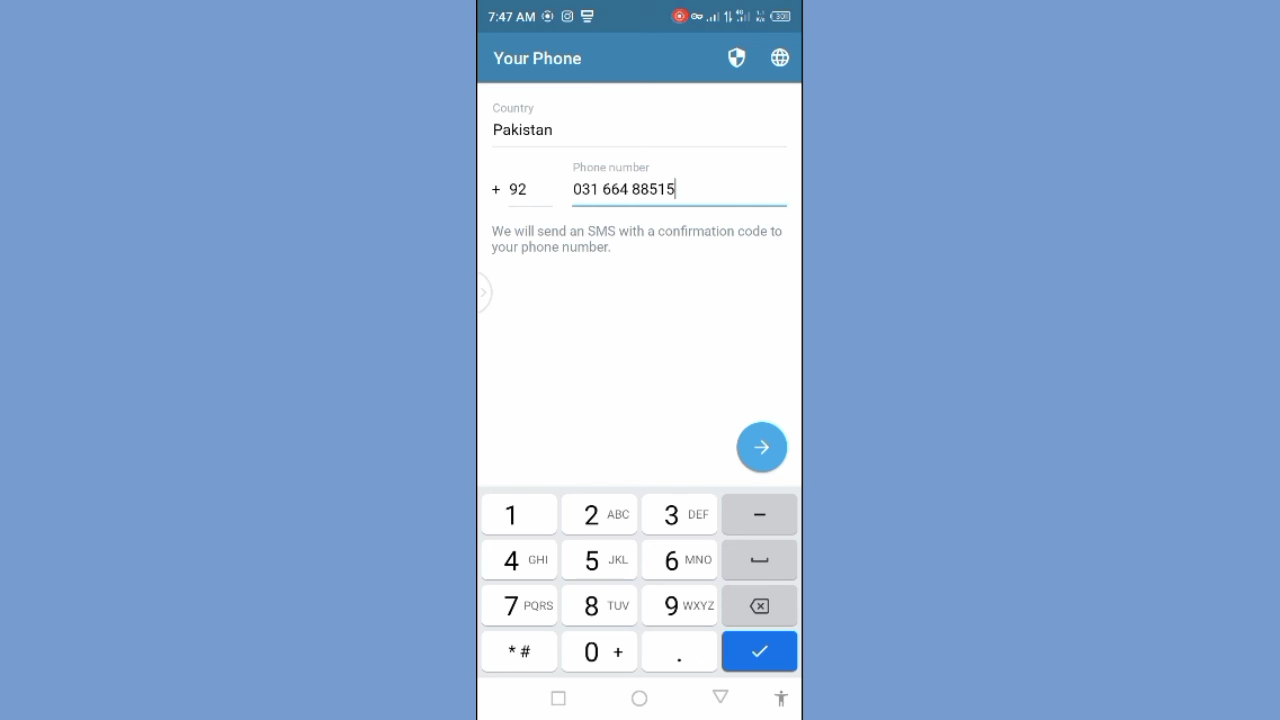 7:47 AM
Your Phone
Country
Pakistan
Phone number
+ 92 031 664 88515
We will send an SMS with a confirmation code to
your phone number.
1 2 ABC 3 DEF –
4 GHI 5 JKL 6 MNO
7 PQRS 8 TUV 9 WXYZ
* # 0 + .